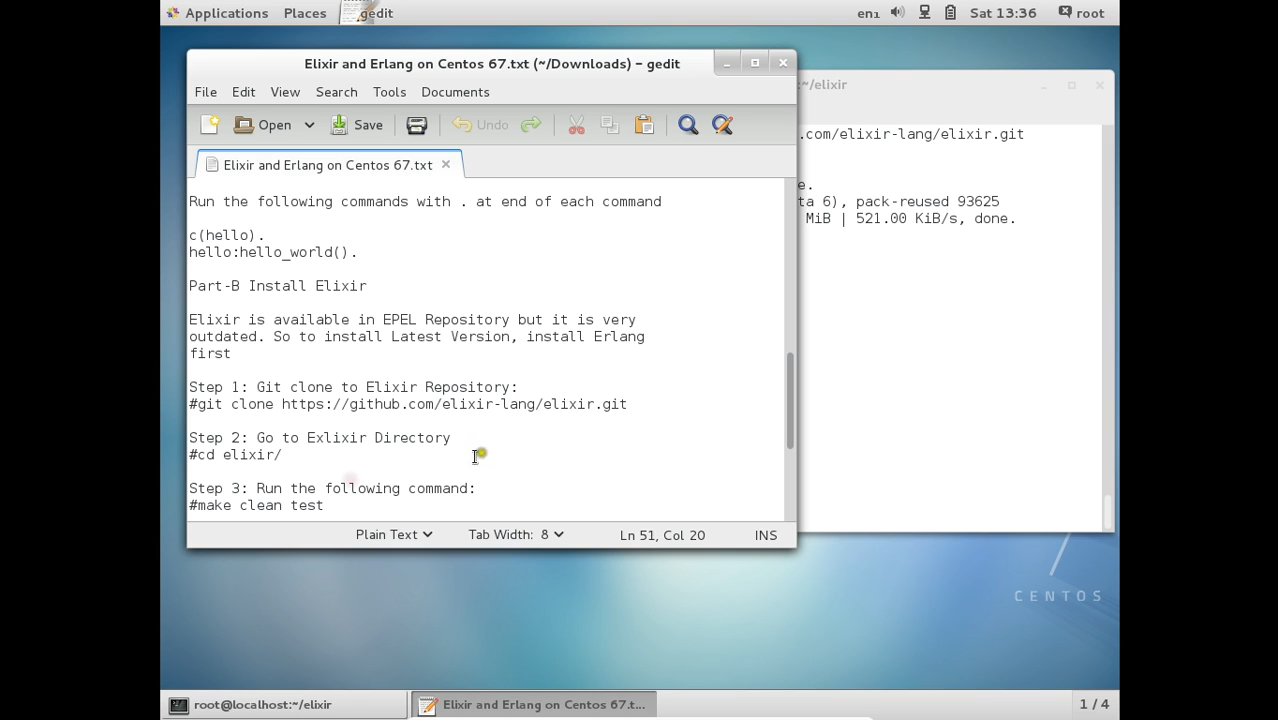 Applications Places gedit en1 Sat 13:36 root
Elixir and Erlang on Centos 67.txt (~/Downloads) – gedit
File Edit View Search Tools Documents
Open Save Undo
Elixir and Erlang on Centos 67.txt
Run the following commands with . at end of each command
c(hello).
hello:hello_world().
Part-B Install Elixir
Elixir is available in EPEL Repository but it is very
outdated. So to install Latest Version, install Erlang
first
Step 1: Git clone to Elixir Repository:
#git clone https://github.com/elixir-lang/elixir.git
Step 2: Go to Exlixir Directory
#cd elixir/
Step 3: Run the following command:
#make clean test
Plain Text Tab Width: 8 Ln 51, Col 20 INS
:~/elixir
.com/elixir-lang/elixir.git
e.
ta 6), pack-reused 93625
MiB | 521.00 KiB/s, done.
7
CENTOS
root@localhost:~/elixir Elixir and Erlang on Centos 67.t... 1 / 4